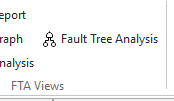 eport
raph Fault Tree Analysis
nalysis
FTA Views